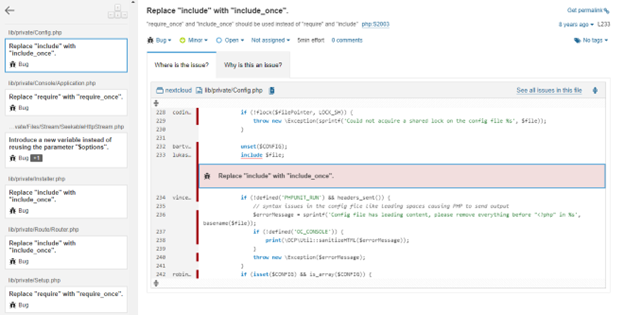 lib/private/Config.php
Replace "include" with
"include_once".
Bug
lib/private/Console/Application.php
Replace "require" with "require_once".
Bug
...vate/Files/Stream/SeekableHttpStream.php
Introduce a new variable instead of
reusing the parameter "$options".
Bug +1
lib/private/Installer.php
Replace "include" with
"include_once".
Bug
lib/private/Route/Router.php
Replace "include" with
"include_once".
Bug
lib/private/Setup.php
Replace "require" with "require_once".
Bug
Replace "include" with "include_once".
Get permalink
"require_once" and "include_once" should be used instead of "require" and "include" php:S2003
8 years ago L233
Bug Minor Open Not assigned 5min effort 0 comments
No tags
Where is the issue? Why is this an issue?
nextcloud lib/private/Config.php
See all issues in this file
228 codin… if (!flock($filePointer, LOCK_SH)) {
229 throw new \Exception(sprintf('Could not acquire a shared lock on the config file %s', $file));
230 }
231
232 bartv… unset($CONFIG);
233 lukas… include $file;
Replace "include" with "include_once".
234 vince… if (!defined('PHPUNIT_RUN') && headers_sent()) {
235 // syntax issues in the config file like leading spaces causing PHP to send output
236 $errorMessage = sprintf('Config file has leading content, please remove everything before "<?php" in %s',
basename($file));
237 if (!defined('OC_CONSOLE')) {
238 print(\OCP\Util::sanitizeHTML($errorMessage));
239 }
240 throw new \Exception($errorMessage);
241 }
242 robin… if (isset($CONFIG) && is_array($CONFIG)) {